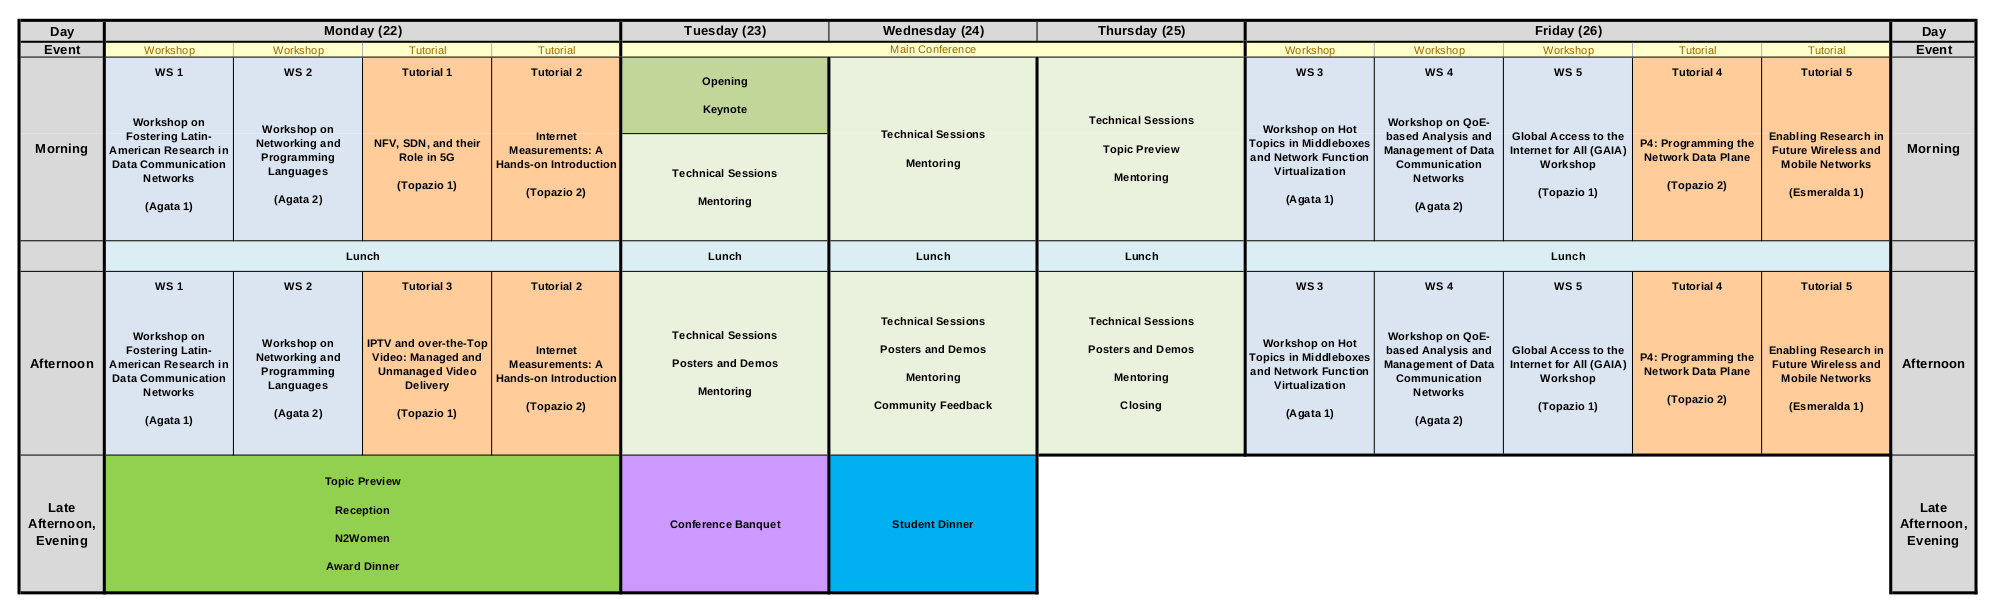 Day
Monday (22)
Tuesday (23)
Wednesday (24)
Thursday (25)
Friday (26)
Day
Event
Workshop
Workshop
Tutorial
Tutorial
Main Conference
Workshop
Workshop
Workshop
Tutorial
Tutorial
Event
Morning
WS 1
Workshop on
Fostering Latin-
American Research in
Data Communication
Networks
(Agata 1)
WS 2
Workshop on
Networking and
Programming
Languages
(Agata 2)
Tutorial 1
NFV, SDN, and their
Role in 5G
(Topazio 1)
Tutorial 2
Internet
Measurements: A
Hands-on Introduction
(Topazio 2)
Opening
Keynote
Technical Sessions
Mentoring
Technical Sessions
Mentoring
Technical Sessions
Topic Preview
Mentoring
WS 3
Workshop on Hot
Topics in Middleboxes
and Network Function
Virtualization
(Agata 1)
WS 4
Workshop on QoE-
based Analysis and
Management of Data
Communication
Networks
(Agata 2)
WS 5
Global Access to the
Internet for All (GAIA)
Workshop
(Topazio 1)
Tutorial 4
P4: Programming the
Network Data Plane
(Topazio 2)
Tutorial 5
Enabling Research in
Future Wireless and
Mobile Networks
(Esmeralda 1)
Morning
Lunch
Lunch
Lunch
Lunch
Lunch
Afternoon
WS 1
Workshop on
Fostering Latin-
American Research in
Data Communication
Networks
(Agata 1)
WS 2
Workshop on
Networking and
Programming
Languages
(Agata 2)
Tutorial 3
IPTV and over-the-Top
Video: Managed and
Unmanaged Video
Delivery
(Topazio 1)
Tutorial 2
Internet
Measurements: A
Hands-on Introduction
(Topazio 2)
Technical Sessions
Posters and Demos
Mentoring
Technical Sessions
Posters and Demos
Mentoring
Community Feedback
Technical Sessions
Posters and Demos
Mentoring
Closing
WS 3
Workshop on Hot
Topics in Middleboxes
and Network Function
Virtualization
(Agata 1)
WS 4
Workshop on QoE-
based Analysis and
Management of Data
Communication
Networks
(Agata 2)
WS 5
Global Access to the
Internet for All (GAIA)
Workshop
(Topazio 1)
Tutorial 4
P4: Programming the
Network Data Plane
(Topazio 2)
Tutorial 5
Enabling Research in
Future Wireless and
Mobile Networks
(Esmeralda 1)
Afternoon
Late
Afternoon,
Evening
Topic Preview
Reception
N2Women
Award Dinner
Conference Banquet
Student Dinner
Late
Afternoon,
Evening